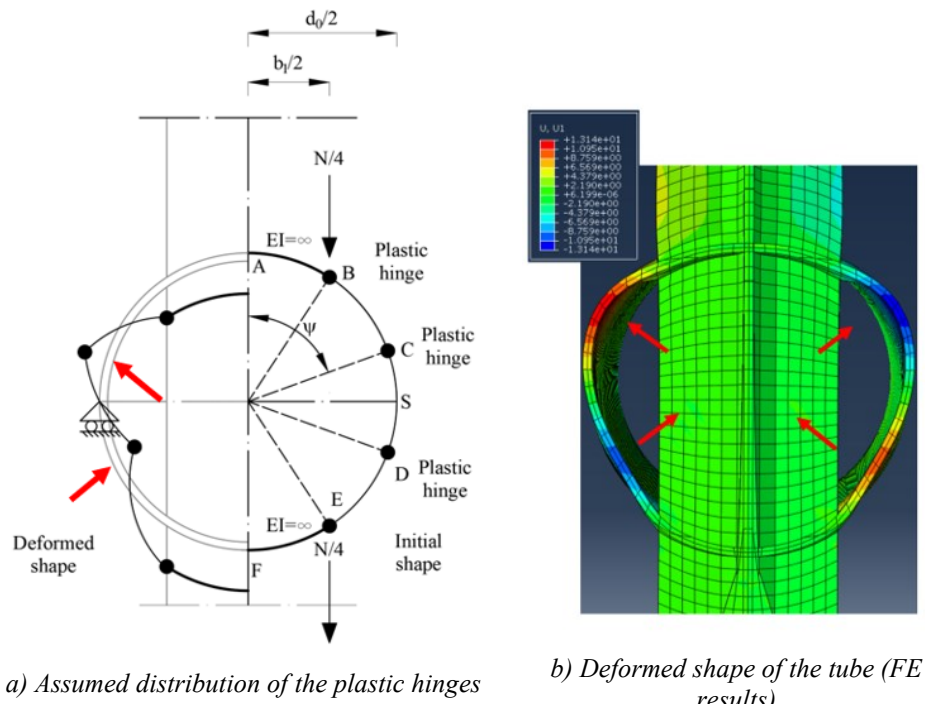 d₀/2
b₁/2
N/4
EI=∞
A
B
Plastic
hinge
ψ
C
Plastic
hinge
S
D
Plastic
hinge
E
EI=∞
N/4
Initial
shape
Deformed
shape
F
a) Assumed distribution of the plastic hinges
U, U1
+1.314e+01
+1.095e+01
+8.759e+00
+6.569e+00
+4.379e+00
+2.190e+00
+6.199e-06
-2.190e+00
-4.379e+00
-6.569e+00
-8.759e+00
-1.095e+01
-1.314e+01
b) Deformed shape of the tube (FE
results)